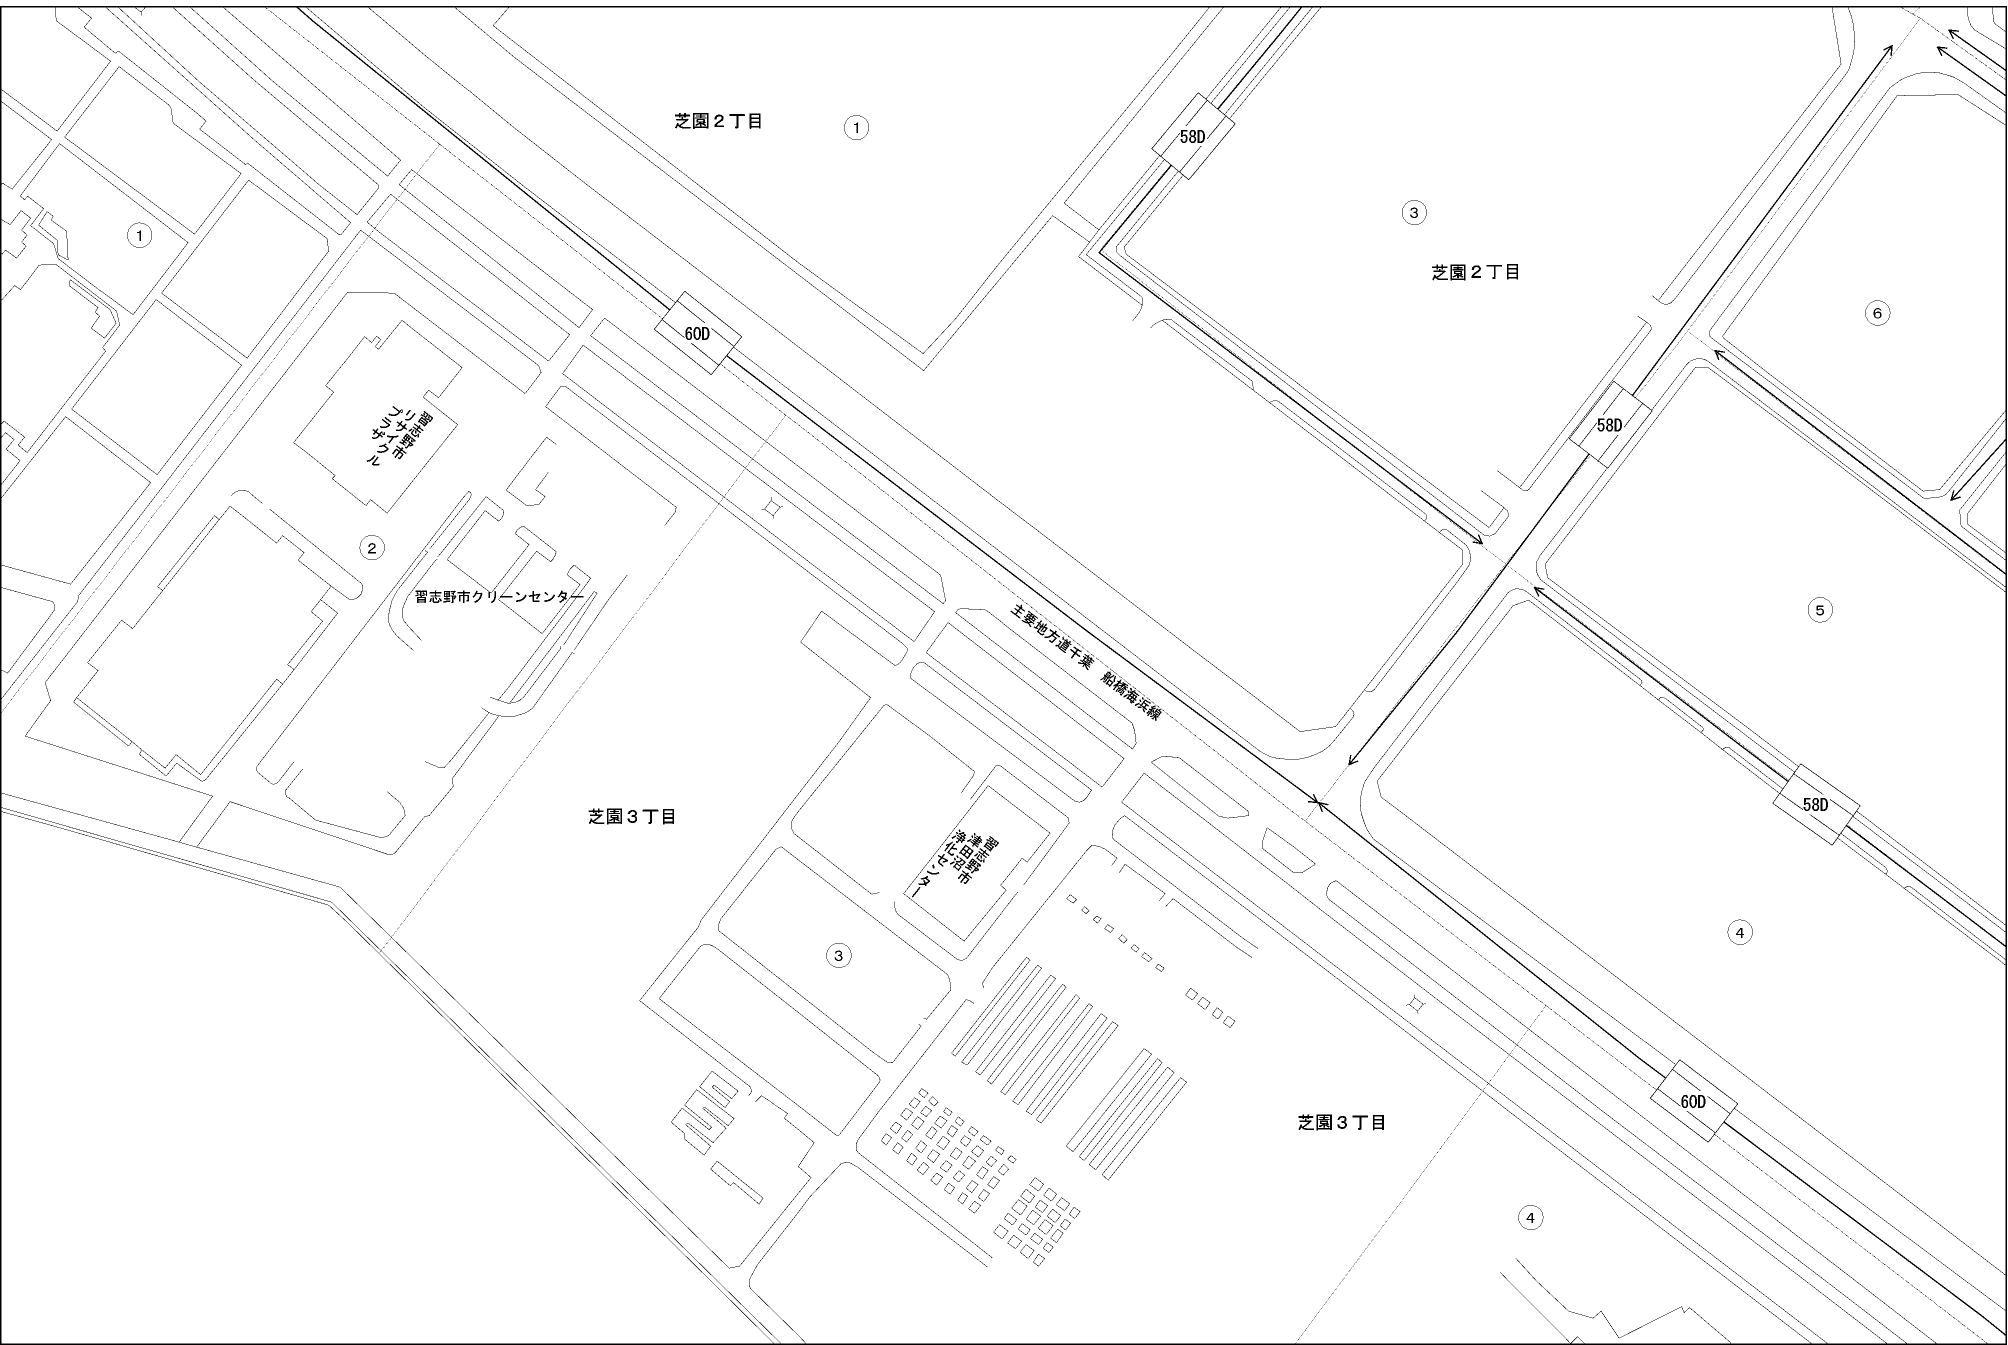 芝園２丁目
1
58D
3
芝園２丁目
1
6
60D
58D
習志野市
リサイクル
プラザ
2
習志野市クリーンセンター
主要地方道千葉　船橋海浜線
5
58D
芝園３丁目
習志野市
津田沼
浄化センター
4
3
60D
芝園３丁目
4